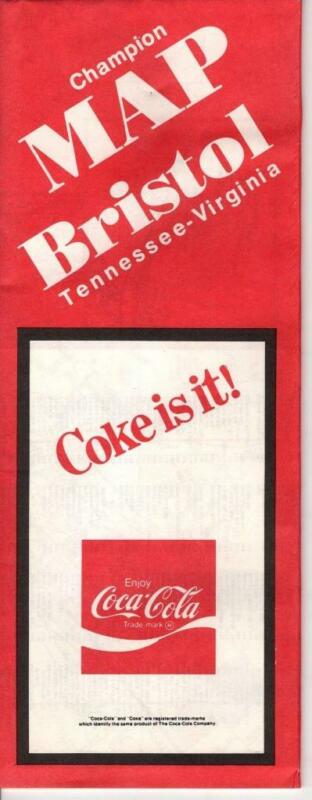 Champion
MAP
Bristol
Tennessee-Virginia
Coke is it!
Enjoy
Coca-Cola
Trade mark ®
"Coca-Cola" and "Coke" are registered trade-marks
which identify the same product of The Coca-Cola Company.